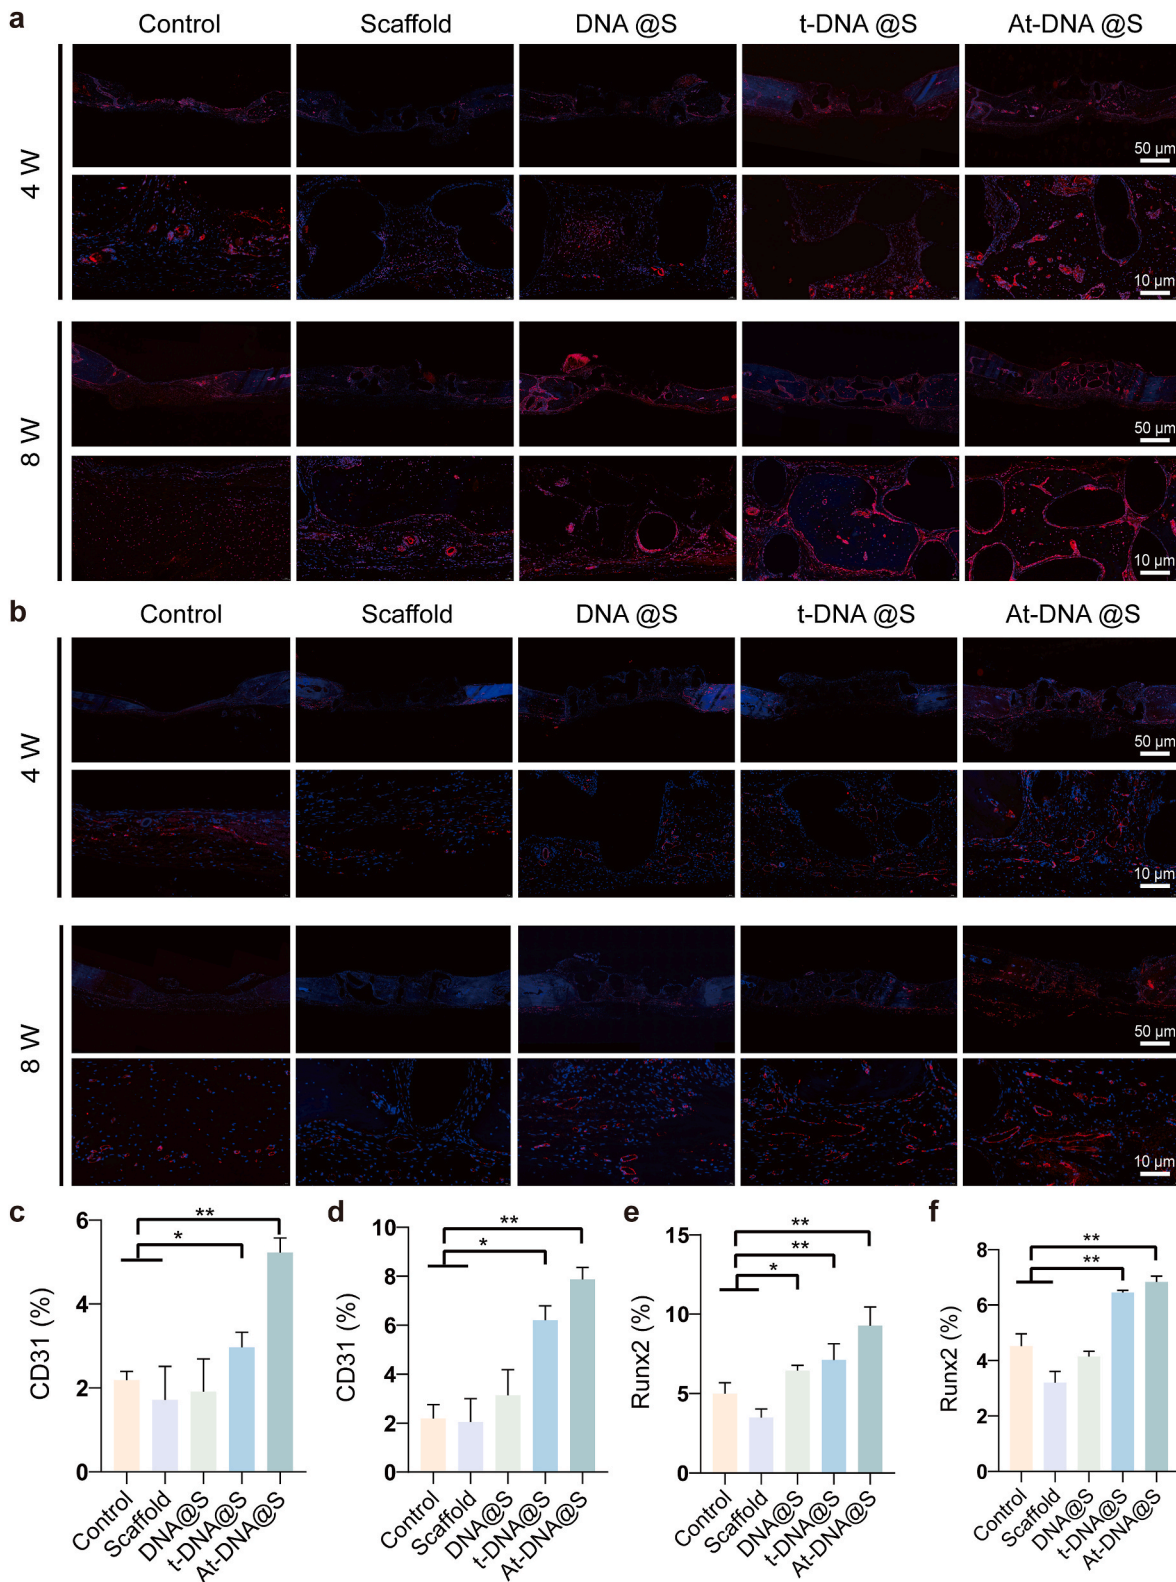 a
Control Scaffold DNA @S t-DNA @S At-DNA @S
4 W
50 µm
10 µm
8 W
50 µm
10 µm
b
Control Scaffold DNA @S t-DNA @S At-DNA @S
4 W
50 µm
10 µm
8 W
50 µm
10 µm
c
CD31 (%)
6
4
2
0
**
*
Control Scaffold DNA@S t-DNA@S At-DNA@S
d
CD31 (%)
10
8
6
4
2
0
**
*
Control Scaffold DNA@S t-DNA@S At-DNA@S
e
Runx2 (%)
15
10
5
0
**
**
*
Control Scaffold DNA@S t-DNA@S At-DNA@S
f
Runx2 (%)
8
6
4
2
0
**
**
Control Scaffold DNA@S t-DNA@S At-DNA@S